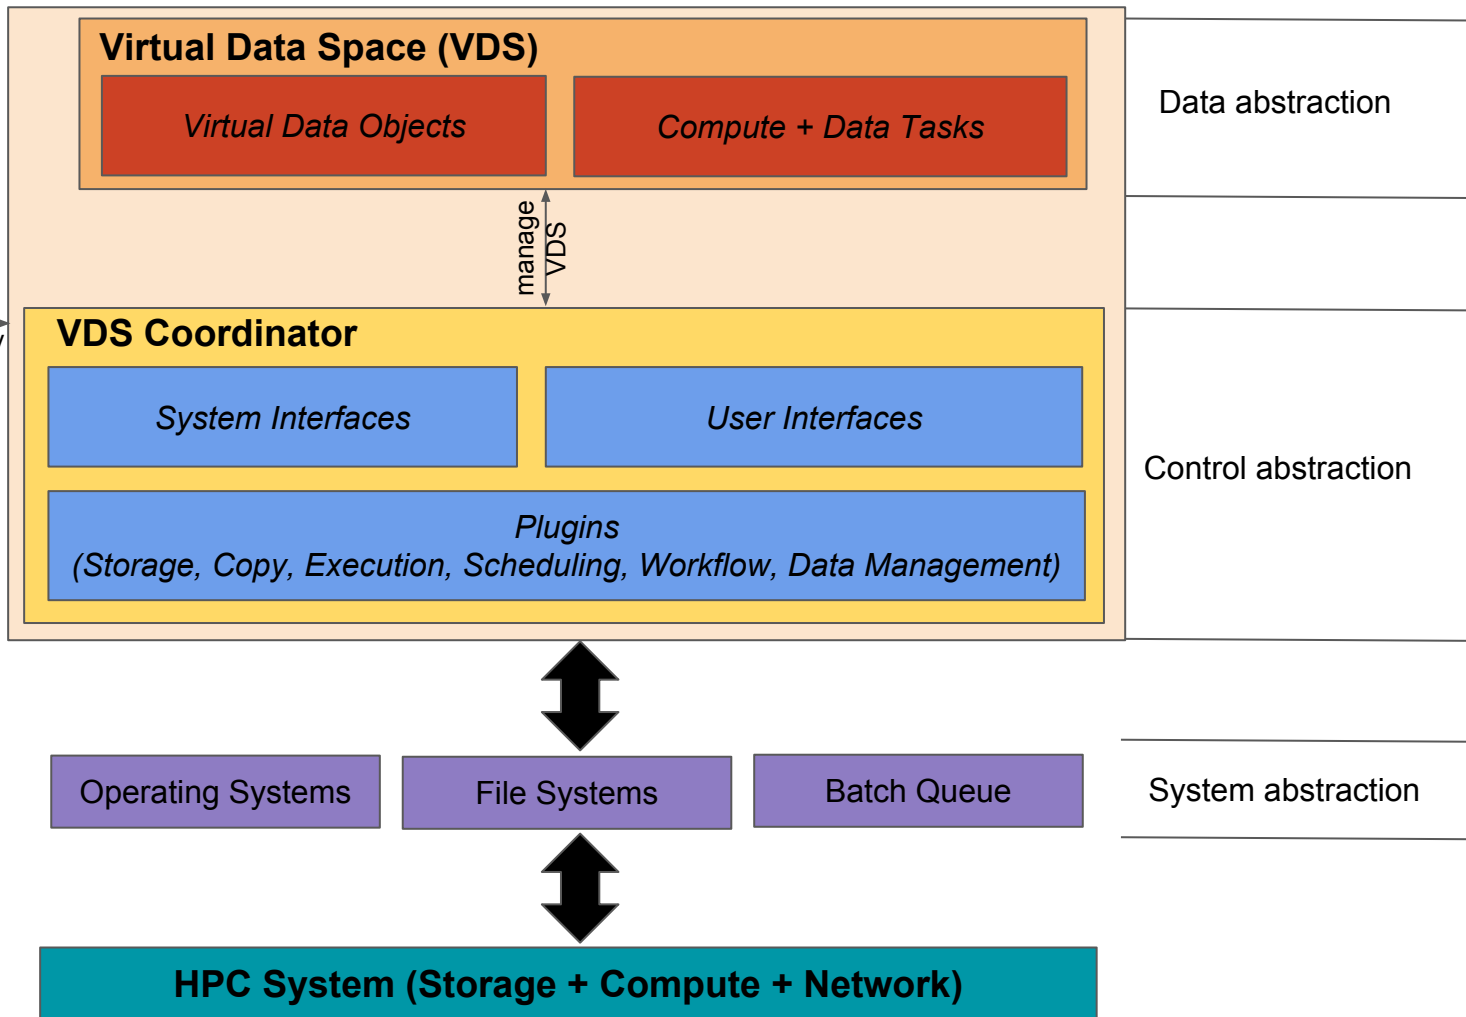 Virtual Data Space (VDS)
Virtual Data Objects
Compute + Data Tasks
Data abstraction
manage
VDS
VDS Coordinator
System Interfaces
User Interfaces
Control abstraction
Plugins
(Storage, Copy, Execution, Scheduling, Workflow, Data Management)
Operating Systems
File Systems
Batch Queue
System abstraction
HPC System (Storage + Compute + Network)